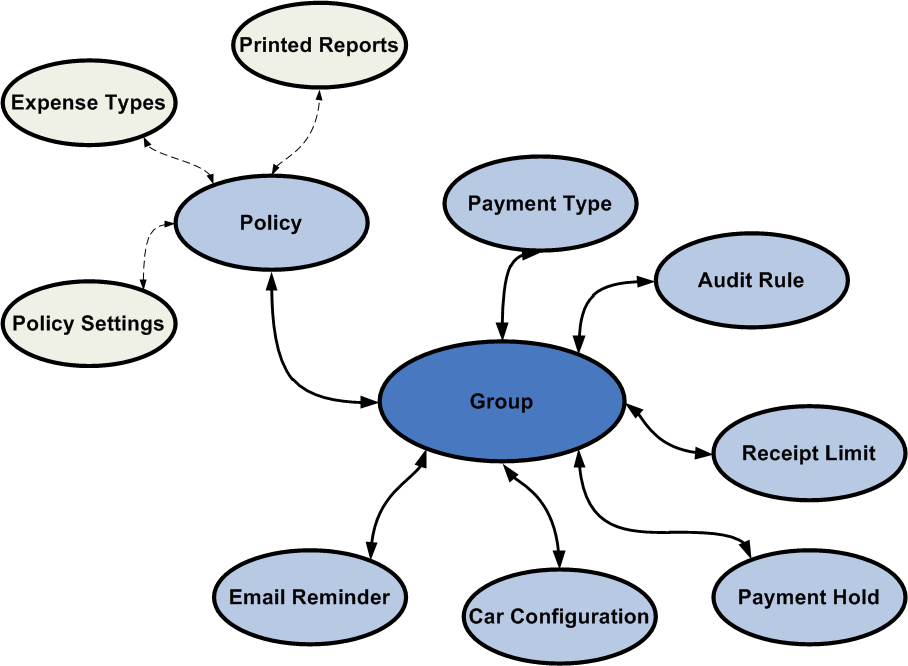 Printed Reports
Expense Types
Payment Type
Policy
Audit Rule
Policy Settings
Group
Receipt Limit
Email Reminder
Payment Hold
Car Configuration